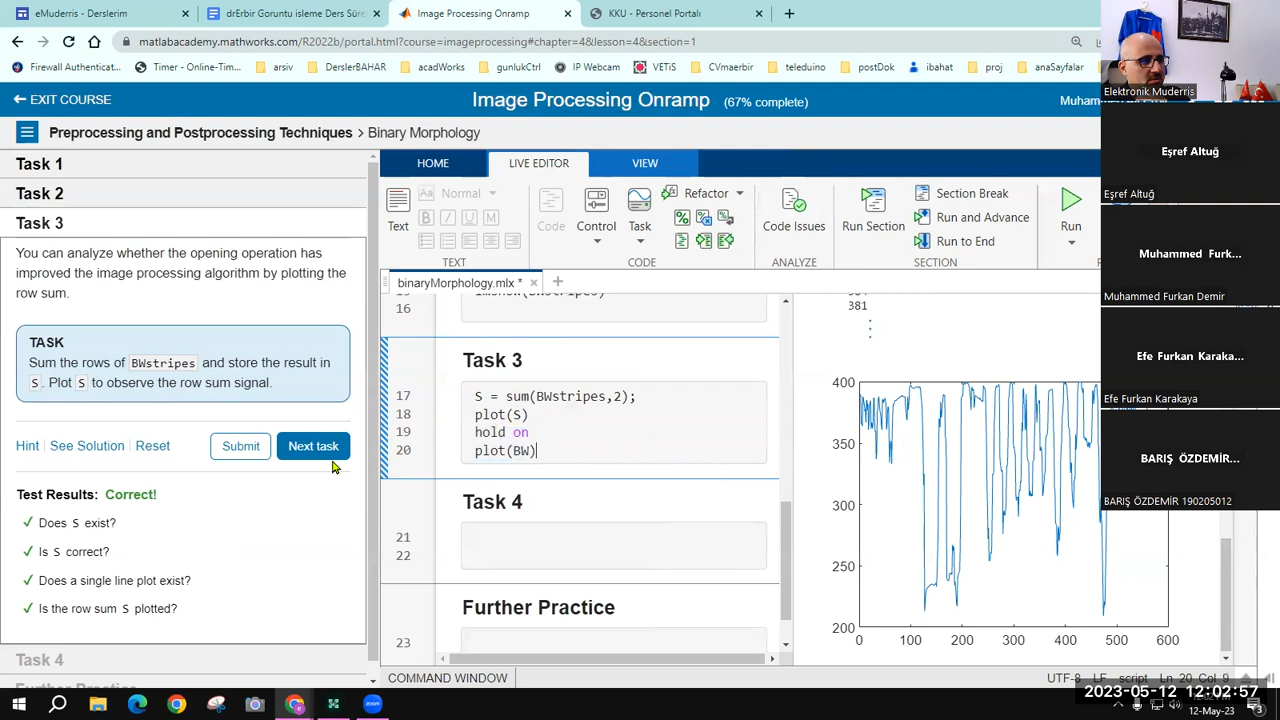 e-Muderris - Derslerim
drErbir Goruntu isleme Ders Süre
Image Processing Onramp
KKU - Personel Portalı
matlabacademy.mathworks.com/R2022b/portal.html?course=imageprocessing#chapter=4&lesson=4&section=1
Firewall Authenticat...
Timer - Online-Tim...
arsiv
DerslerBAHAR
acadWorks
gunlukCtrl
IP Webcam
VETiS
CVmaerbir
teleduino
postDok
ibahat
proj
anaSayfalar
Elektronik Muderris
EXIT COURSE
Image Processing Onramp (67% complete)
Preprocessing and Postprocessing Techniques > Binary Morphology
Task 1
Task 2
Task 3
You can analyze whether the opening operation has
improved the image processing algorithm by plotting the
row sum.
TASK
Sum the rows of BWstripes and store the result in
S. Plot S to observe the row sum signal.
Hint
See Solution
Reset
Submit
Next task
Test Results: Correct!
✓ Does S exist?
✓ Is S correct?
✓ Does a single line plot exist?
✓ Is the row sum S plotted?
Task 4
HOME
LIVE EDITOR
VIEW
Text
Aa Normal
B I U M
TEXT
Code
Control
Task
Refactor
CODE
Code Issues
ANALYZE
Run Section
Section Break
Run and Advance
Run to End
SECTION
Run
binaryMorphology.mlx *
16
Task 3
17 S = sum(BWstripes,2);
18 plot(S)
19 hold on
20 plot(BW)
Task 4
21
22
Further Practice
23
COMMAND WINDOW
381
400
350
300
250
200
0 100 200 300 400 500 600
UTF-8 LF script Ln 20 Col 9
Eşref Altuğ
Eşref Altuğ
Muhammed Furk...
Muhammed Furkan Demir
Efe Furkan Karaka...
Efe Furkan Karakaya
BARIŞ ÖZDEMİR...
BARIŞ ÖZDEMİR 190205012
2023-05-12 12:02:57
12-May-23